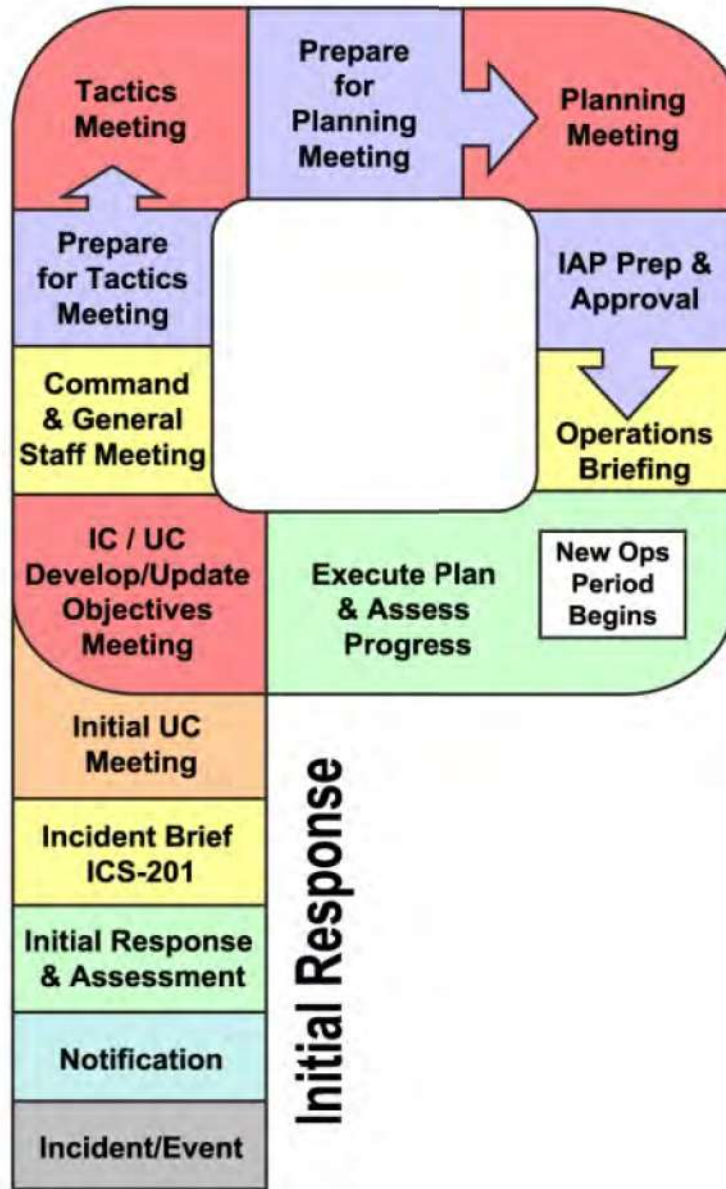 Tactics
Meeting
Prepare
for
Planning
Meeting
Planning
Meeting
Prepare
for Tactics
Meeting
IAP Prep &
Approval
Command
& General
Staff Meeting
Operations
Briefing
IC / UC
Develop/Update
Objectives
Meeting
Execute Plan
& Assess
Progress
New Ops
Period
Begins
Initial UC
Meeting
Incident Brief
ICS-201
Initial Response
& Assessment
Notification
Incident/Event
Initial Response